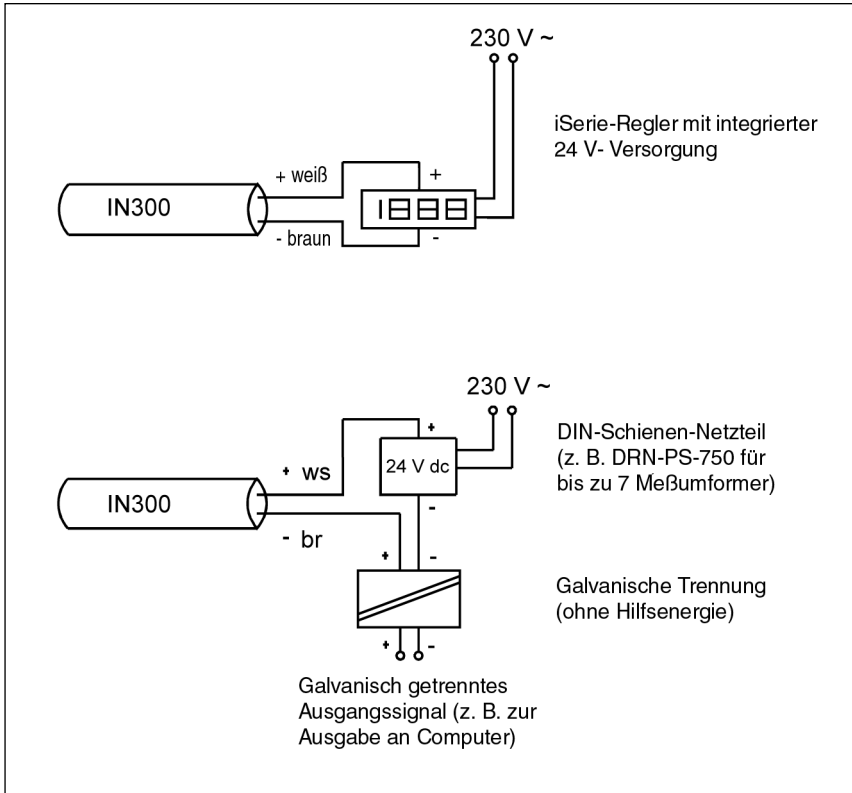 230 V ~
iSerie-Regler mit integrierter
24 V- Versorgung
+ weiß
+
IN300
- braun
-
230 V ~
DIN-Schienen-Netzteil
(z. B. DRN-PS-750 für
bis zu 7 Meßumformer)
+
24 V dc
+ ws
IN300
-
- br
+ -
Galvanische Trennung
(ohne Hilfsenergie)
+ -
Galvanisch getrenntes
Ausgangssignal (z. B. zur
Ausgabe an Computer)